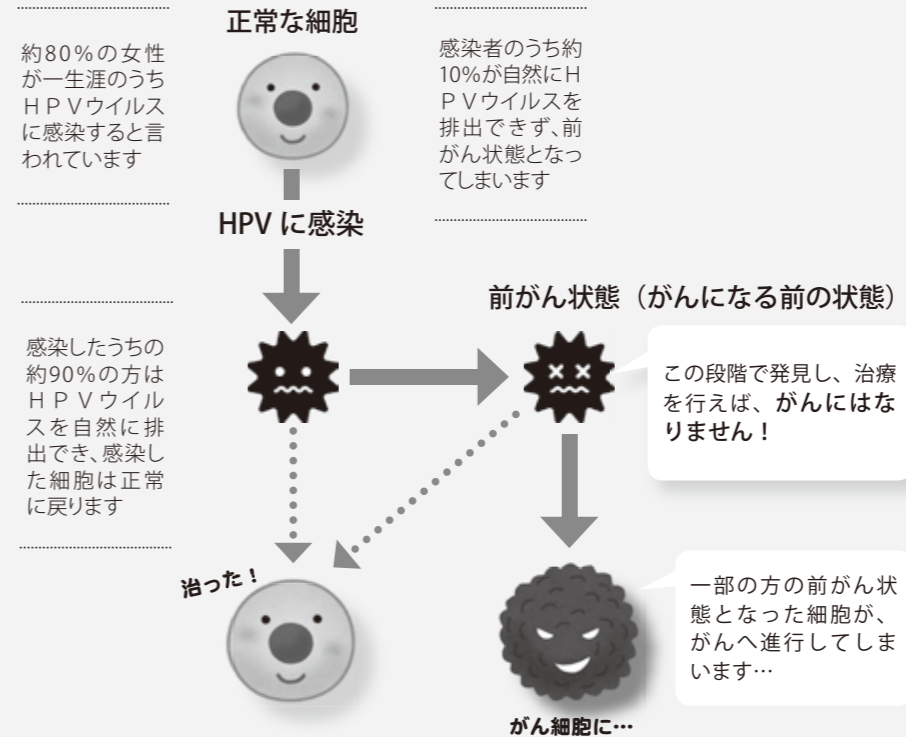 正常な細胞
約80%の女性
が一生涯のうち
HPVウイルス
に感染すると言
われています
感染者のうち約
10%が自然にH
PVウイルスを
排出できず、前
がん状態となっ
てしまいます
HPVに感染
前がん状態（がんになる前の状態）
感染したうちの
約90%の方は
HPVウイル
スを自然に排
出でき、感染し
た細胞は正常
に戻ります
この段階で発見し、治療
を行えば、がんにはな
りません！
治った！
一部の方の前がん状
態となった細胞が、
がんへ進行してしま
います…
がん細胞に…